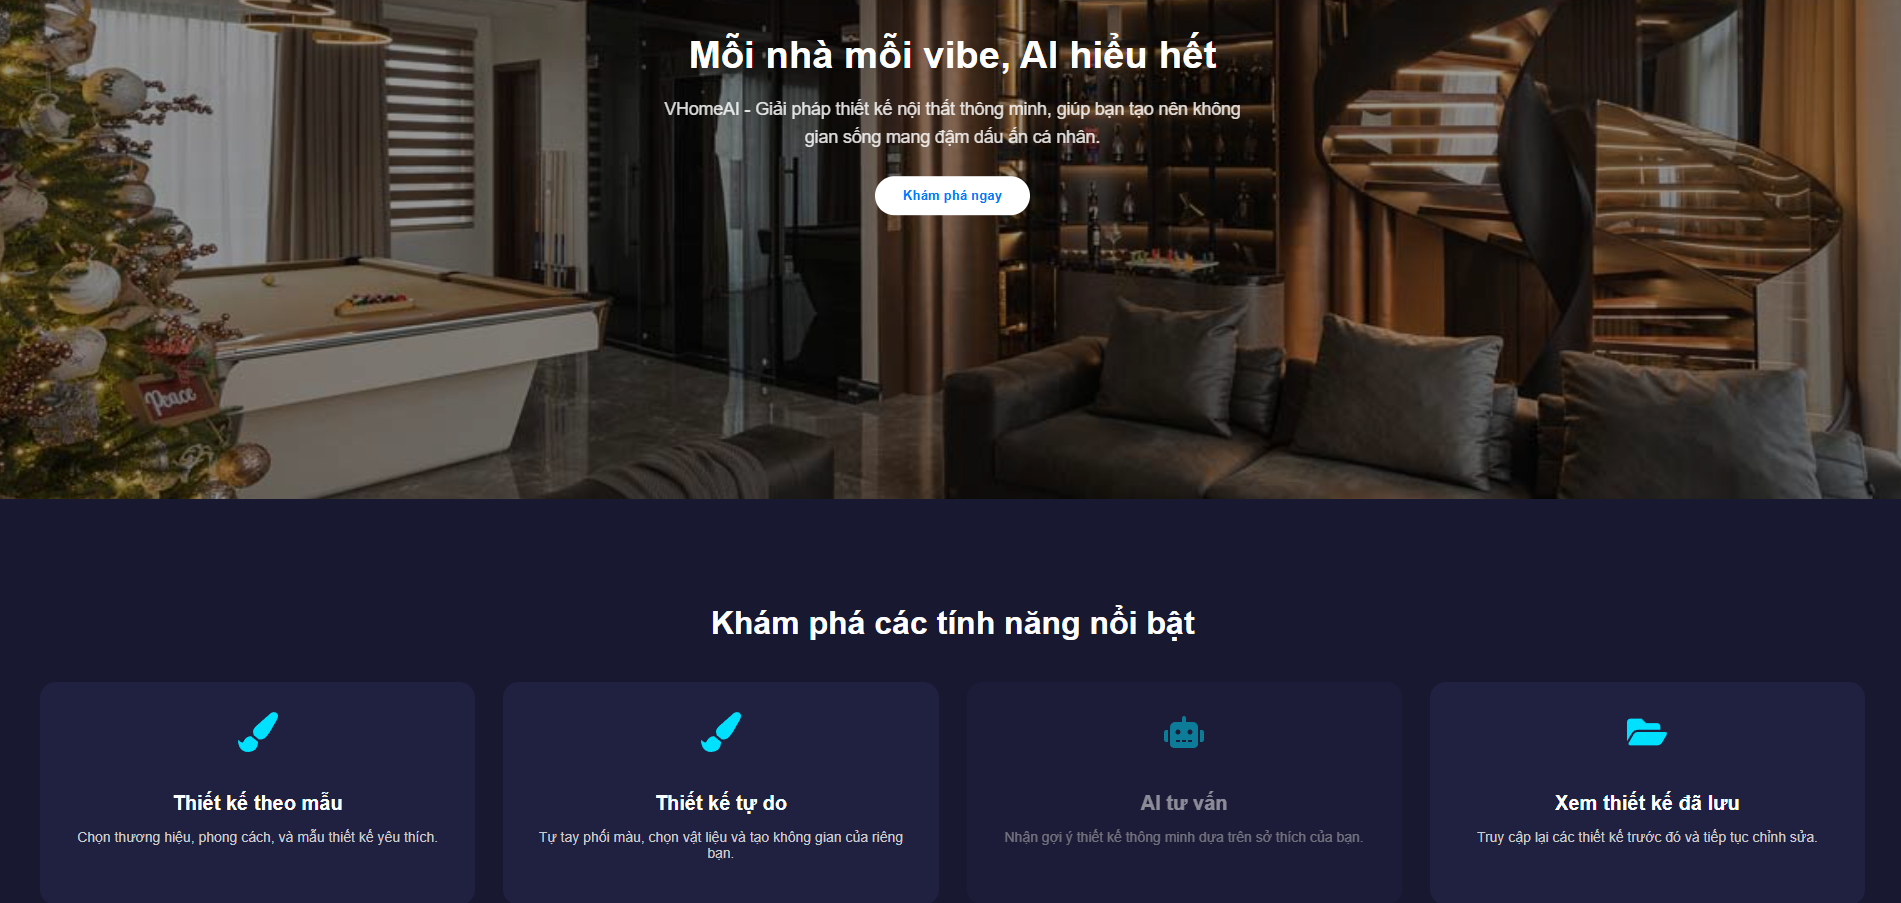 Mỗi nhà mỗi vibe, AI hiểu hết
VHomeAI - Giải pháp thiết kế nội thất thông minh, giúp bạn tạo nên không
gian sống mang đậm dấu ấn cá nhân.
Khám phá ngay
Peace
Khám phá các tính năng nổi bật
Thiết kế theo mẫu
Chọn thương hiệu, phong cách, và mẫu thiết kế yêu thích.
Thiết kế tự do
Tự tay phối màu, chọn vật liệu và tạo không gian của riêng
bạn.
AI tư vấn
Nhận gợi ý thiết kế thông minh dựa trên sở thích của bạn.
Xem thiết kế đã lưu
Truy cập lại các thiết kế trước đó và tiếp tục chỉnh sửa.